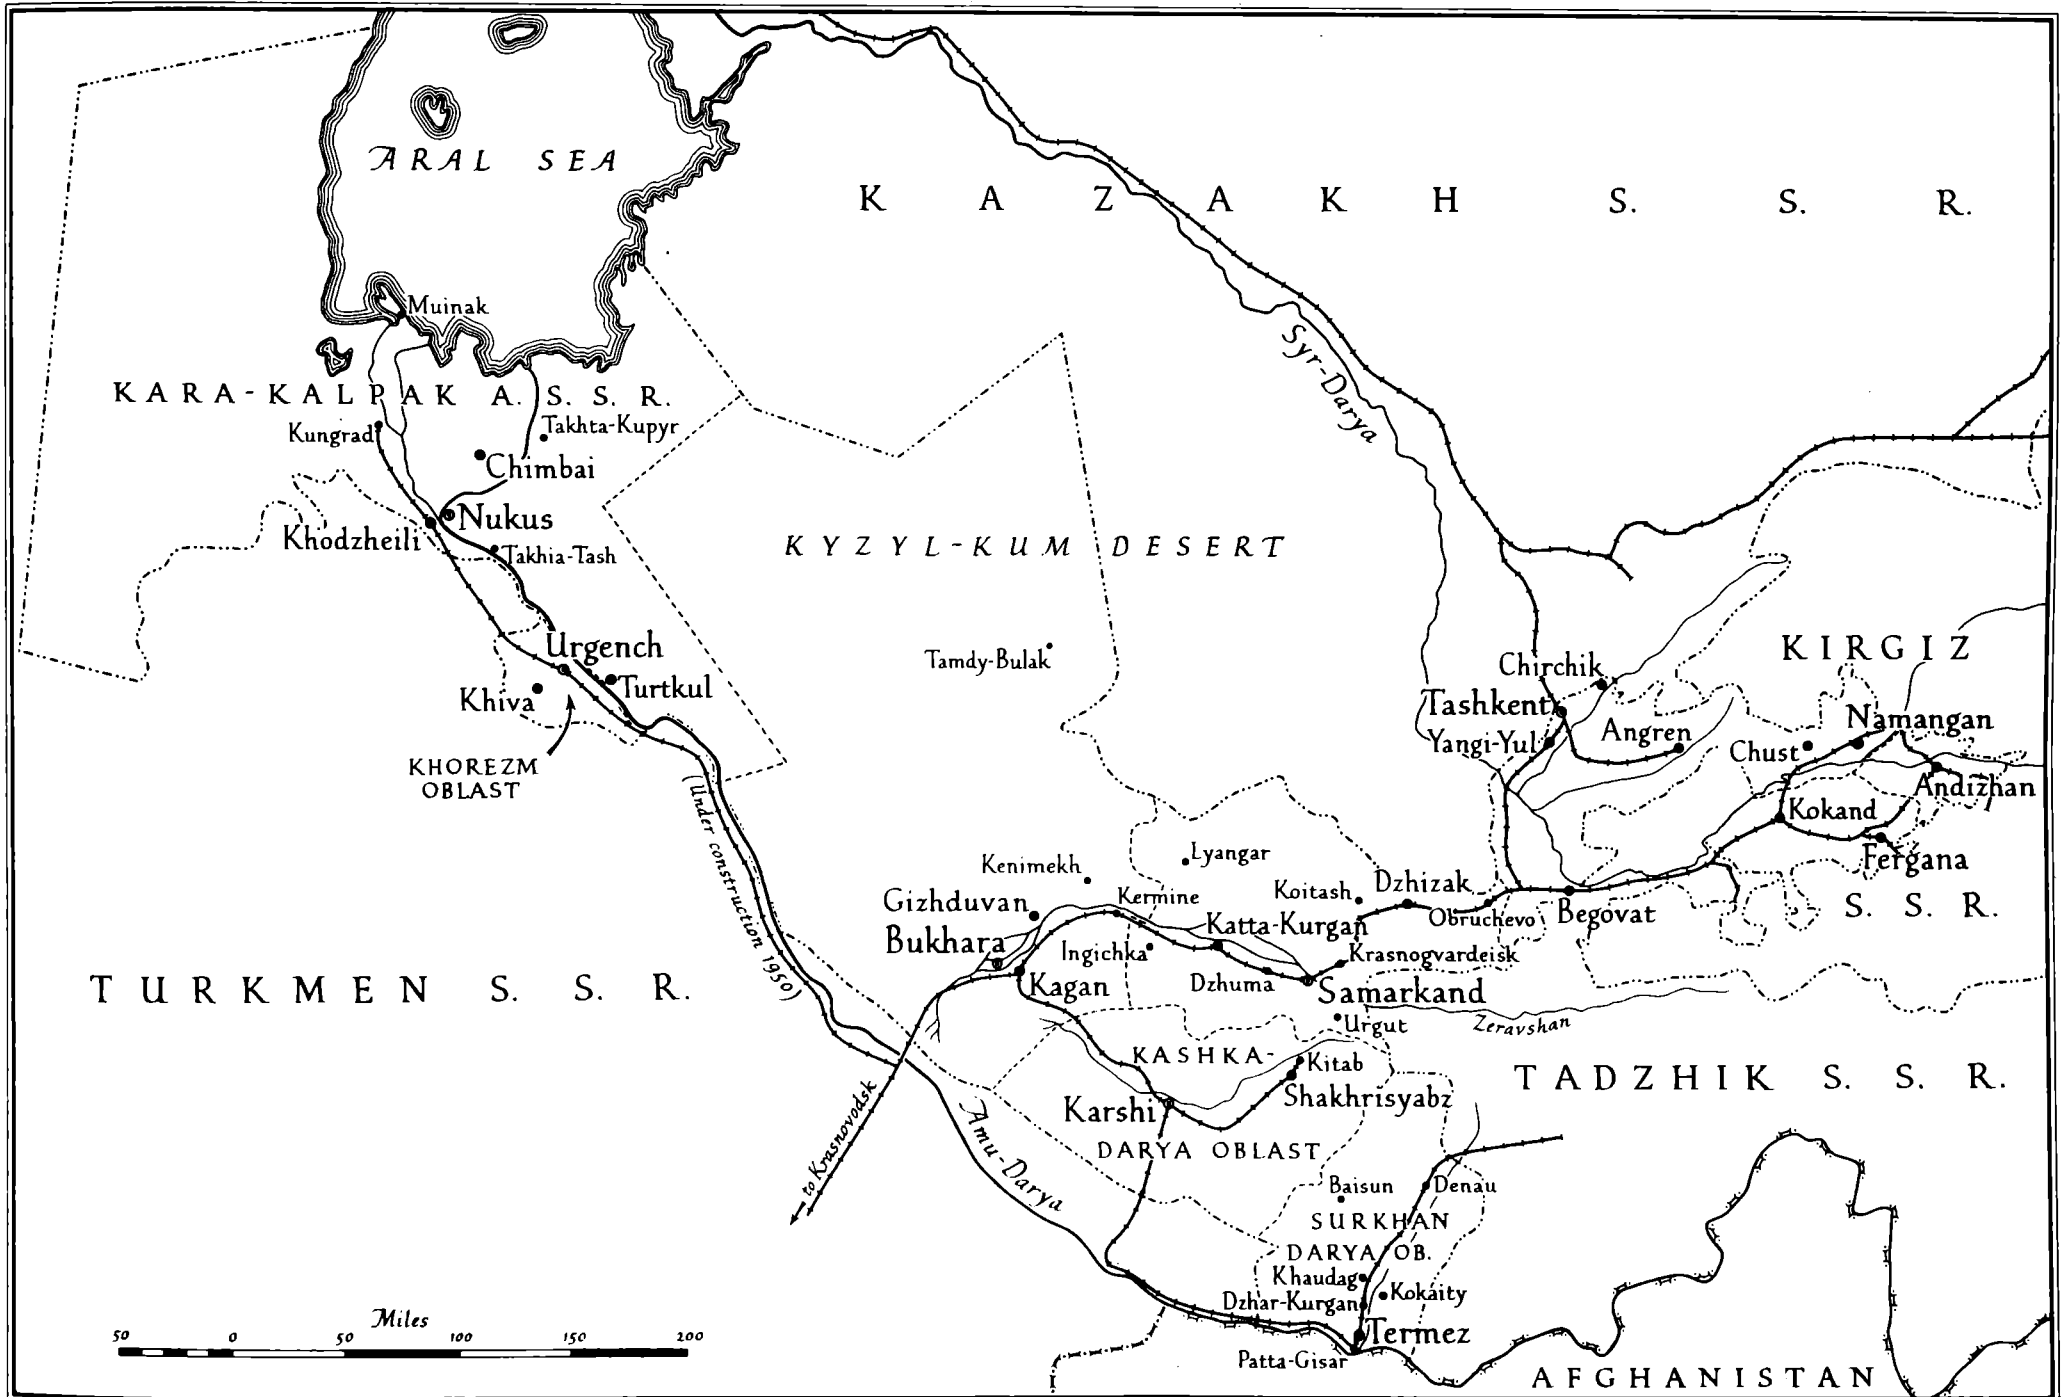 ARAL SEA
KAZAKH S. S. R.
Muinak
Syr-Darya
KARA-KALPAK A. S. S. R.
Kungrad
Takhta-Kupyr
Chimbai
Nukus
Khodzheili
Takhia-Tash
KYZYL-KUM DESERT
Urgench
Turtkul
Khiva
KHOREZM
OBLAST
Tamdy-Bulak
KIRGIZ
Chirchik
Tashkent
Yangi-Yul
Angren
Namangan
Chust
Andizhan
Kokand
Fergana
(Under construction 1950)
Kenimekh
Lyangar
Gizhduvan
Kermine
Koitash
Dzhizak
Obruchevo
Begovat
S. S. R.
Bukhara
Katta-Kurgan
Ingichka
Krasnogvardeisk
Kagan
Dzhuma
Samarkand
TURKMEN S. S. R.
Urgut
Zeravshan
KASHKA-
Kitab
Shakhrisyabz
TADZHIK S. S. R.
Karshi
DARYA OBLAST
to Krasnovodsk
Amu-Darya
Baisun
Denau
SURKHAN
DARYA OB.
Khaudag
Kokaity
Dzhar-Kurgan
Termez
Patta-Gisar
AFGHANISTAN
Miles
50 0 50 100 150 200